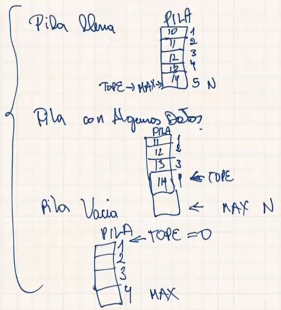 PILA
Pila llena
10 1
11 2
12 3
13 4
TOPE → MAX → 14 5 N
Pila con Algunos Datos
PILA
11 1
12 2
13 3
14 4 ← TOPE
← MAX N
Pila Vacia
PILA
1 ← TOPE = 0
2
3
4 MAX